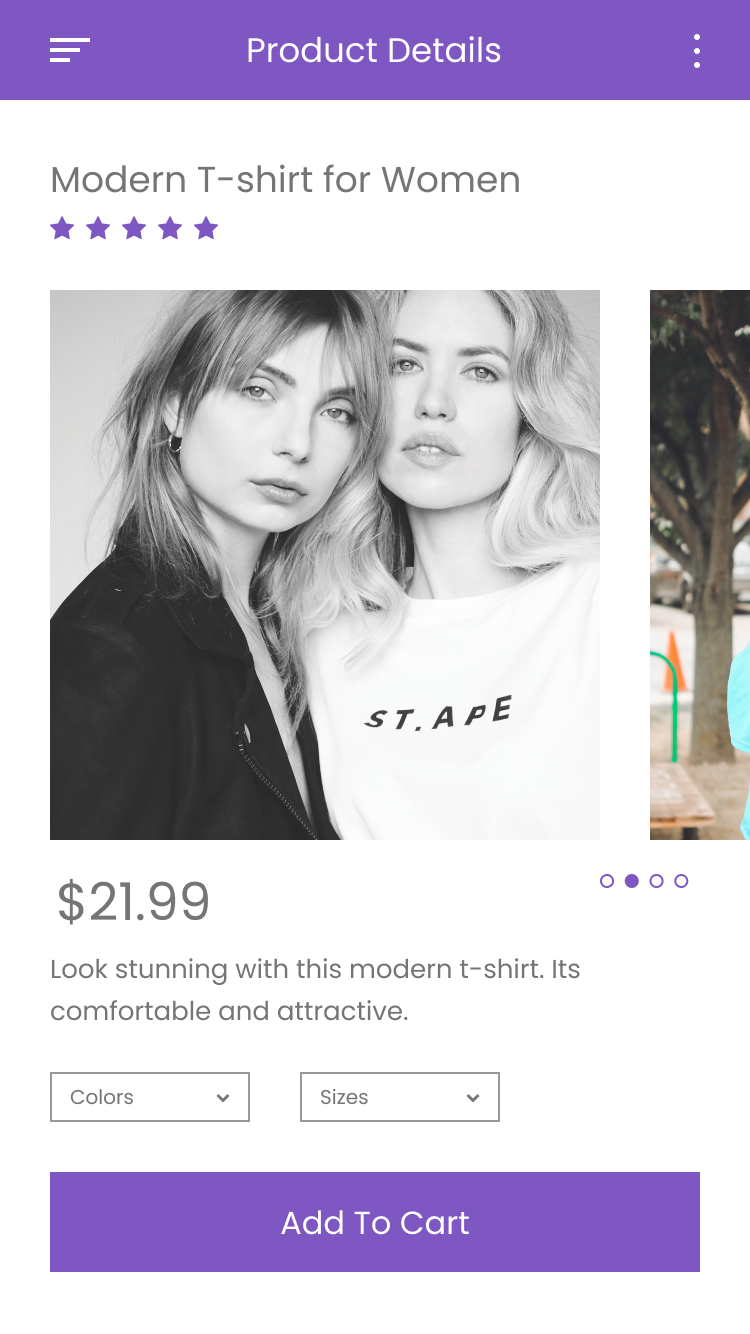 Product Details
Modern T-shirt for Women
ST.APE
$21.99
Look stunning with this modern t-shirt. Its
comfortable and attractive.
Colors
Sizes
Add To Cart